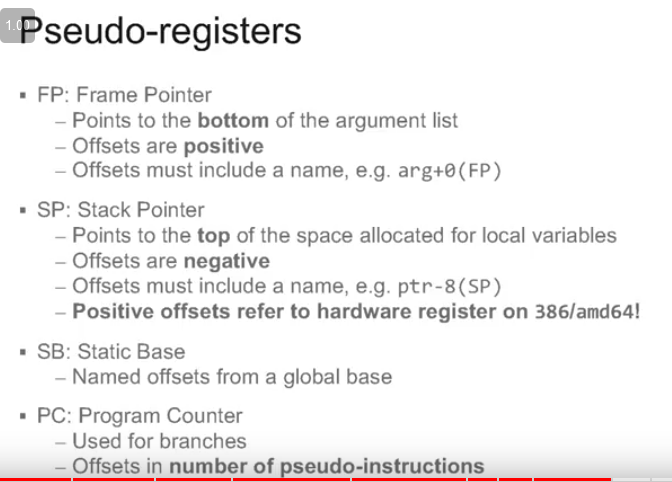 1.00
Pseudo-registers
▪ FP: Frame Pointer
– Points to the bottom of the argument list
– Offsets are positive
– Offsets must include a name, e.g. arg+0(FP)
▪ SP: Stack Pointer
– Points to the top of the space allocated for local variables
– Offsets are negative
– Offsets must include a name, e.g. ptr-8(SP)
– Positive offsets refer to hardware register on 386/amd64!
▪ SB: Static Base
– Named offsets from a global base
▪ PC: Program Counter
– Used for branches
– Offsets in number of pseudo-instructions